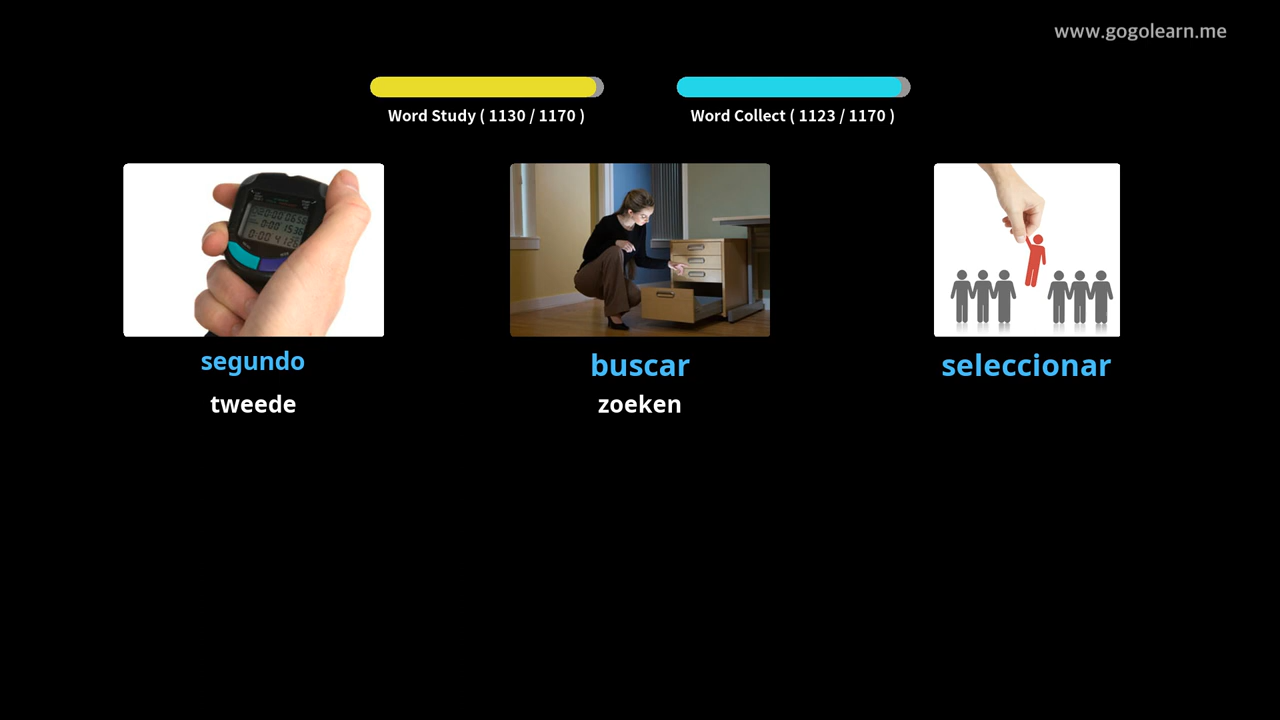 www.gogolearn.me
Word Study ( 1130 / 1170 )
Word Collect ( 1123 / 1170 )
segundo
buscar
seleccionar
tweede
zoeken